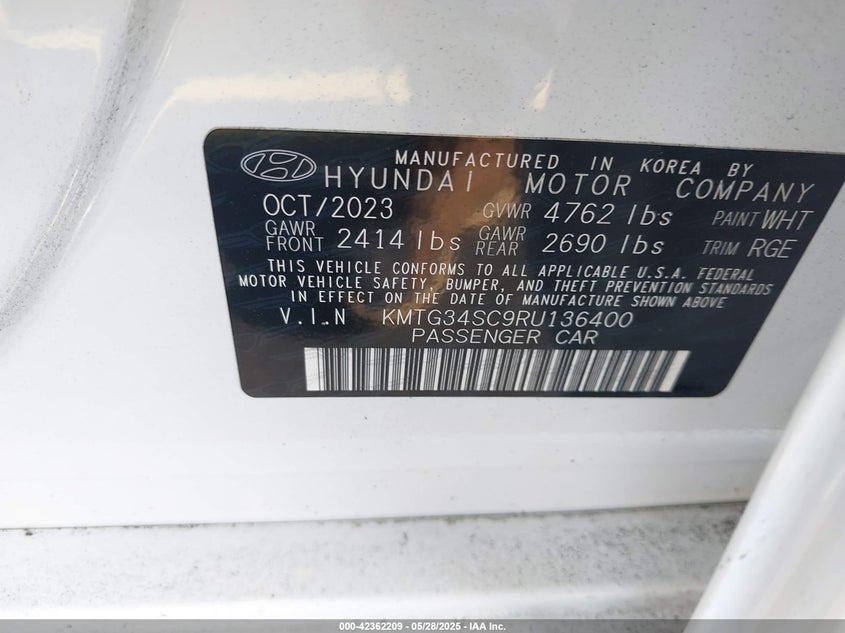 MANUFACTURED IN KOREA BY
HYUNDAI MOTOR COMPANY
OCT/2023 GVWR 4762 lbs PAINT WHT
GAWR FRONT 2414 lbs GAWR REAR 2690 lbs TRIM RGE
THIS VEHICLE CONFORMS TO ALL APPLICABLE U.S.A. FEDERAL
MOTOR VEHICLE SAFETY, BUMPER, AND THEFT PREVENTION STANDARDS
IN EFFECT ON THE DATE OF MANUFACTURE SHOWN ABOVE
V.I.N KMTG34SC9RU136400
PASSENGER CAR
000-42362209 - 05/28/2025 - IAA Inc.